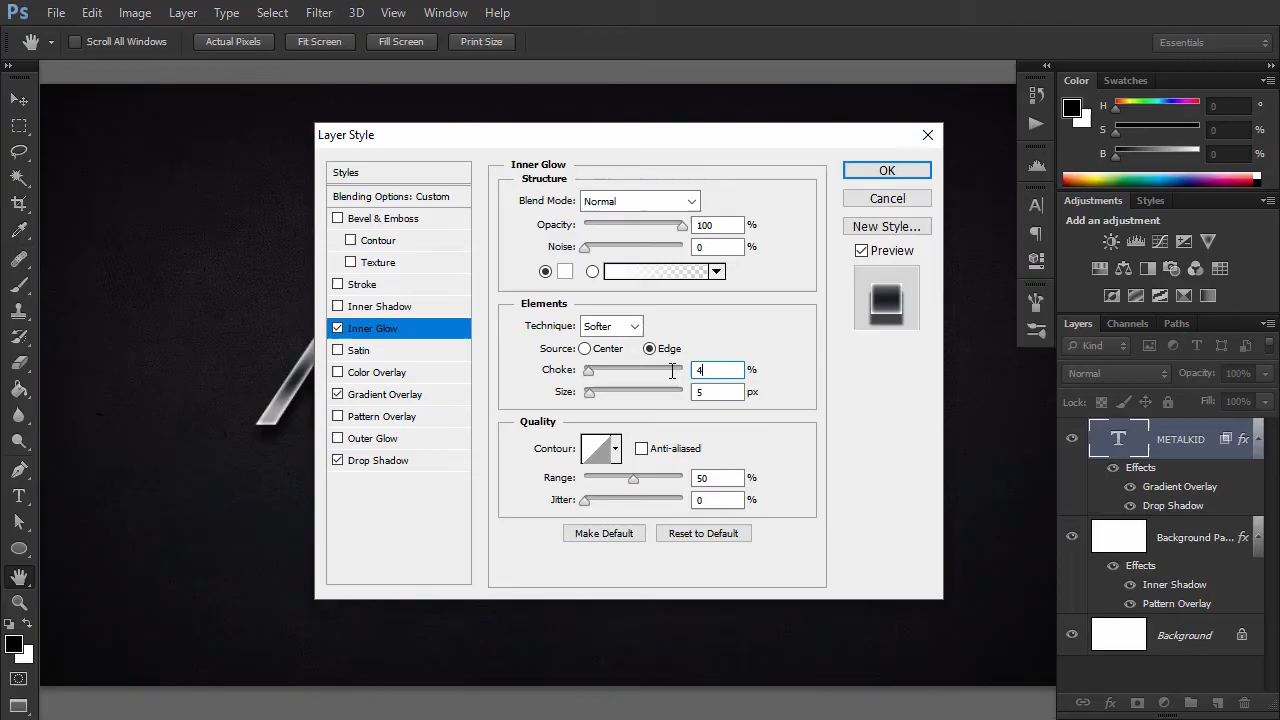 Ps File Edit Image Layer Type Select Filter 3D View Window Help
Scroll All Windows Actual Pixels Fit Screen Fill Screen Print Size Essentials
Layer Style
Styles
Blending Options: Custom
Bevel & Emboss
Contour
Texture
Stroke
Inner Shadow
Inner Glow
Satin
Color Overlay
Gradient Overlay
Pattern Overlay
Outer Glow
Drop Shadow
Inner Glow
Structure
Blend Mode: Normal
Opacity: 100 %
Noise: 0 %
Elements
Technique: Softer
Source: Center Edge
Choke: 4 %
Size: 5 px
Quality
Contour: Anti-aliased
Range: 50 %
Jitter: 0 %
Make Default Reset to Default
OK
Cancel
New Style...
Preview
Color Swatches
H 0 °
S 0 %
B 0 %
Adjustments Styles
Add an adjustment
Layers Channels Paths
Kind
Normal Opacity: 100%
Lock: Fill: 100%
T METALKID fx
Effects
Gradient Overlay
Drop Shadow
Background Pa... fx
Effects
Inner Shadow
Pattern Overlay
Background
fx